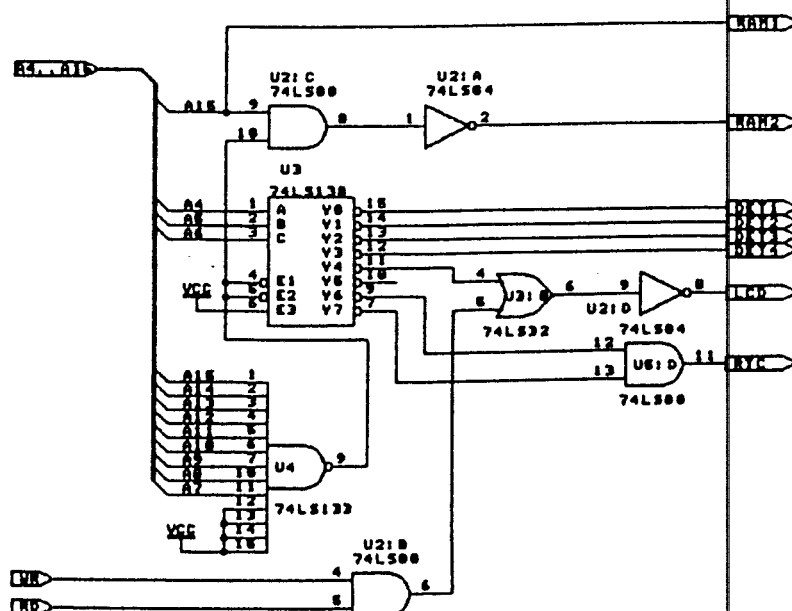 RAM1
A4..A15
U2:C
74LS00
U2:A
74LS04
A15
9
8
1
2
RAM2
10
U3
74LS138
A4
1
A
Y0
15
A5
2
B
Y1
14
A6
3
C
Y2
13
Y3
12
Y4
11
4
E1
Y5
10
VCC
5
E2
Y6
9
6
E3
Y7
7
4
5
U3:B
6
74LS32
9
U2:D
74LS04
8
LCD
12
13
U6:D
11
74LS00
RTC
A15
1
A14
2
A13
3
A12
4
A11
5
A10
6
A9
7
A8
10
A7
11
12
13
14
15
VCC
U4
9
74LS133
U2:B
74LS00
WR
4
6
RD
5